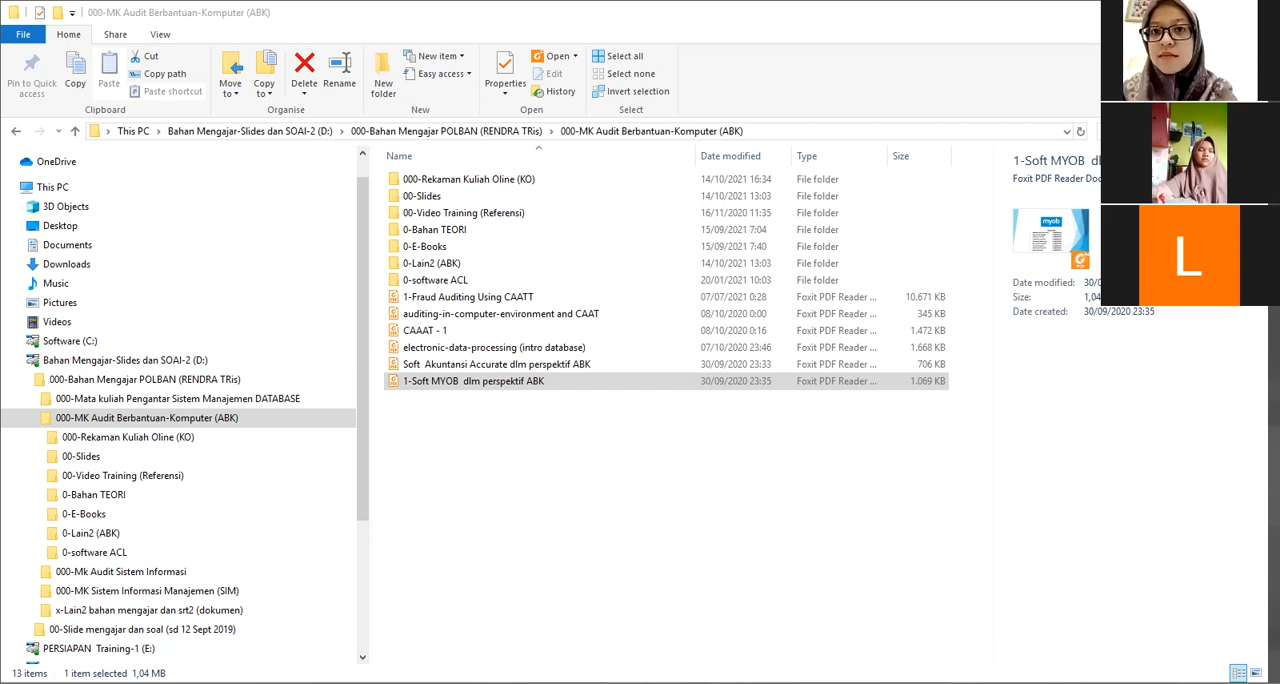 000-MK Audit Berbantuan-Komputer (ABK)
File Home Share View
Pin to Quick access
Copy
Paste
Cut
Copy path
Paste shortcut
Clipboard
Move to
Copy to
Delete
Rename
Organise
New folder
New item
Easy access
New
Properties
Open
Edit
History
Open
Select all
Select none
Invert selection
Select
This PC > Bahan Mengajar-Slides dan SOAI-2 (D:) > 000-Bahan Mengajar POLBAN (RENDRA TRis) > 000-MK Audit Berbantuan-Komputer (ABK)
OneDrive
This PC
3D Objects
Desktop
Documents
Downloads
Music
Pictures
Videos
Software (C:)
Bahan Mengajar-Slides dan SOAI-2 (D:)
000-Bahan Mengajar POLBAN (RENDRA TRis)
000-Mata kuliah Pengantar Sistem Manajemen DATABASE
000-MK Audit Berbantuan-Komputer (ABK)
000-Rekaman Kuliah Oline (KO)
00-Slides
00-Video Training (Referensi)
0-Bahan TEORI
0-E-Books
0-Lain2 (ABK)
0-software ACL
000-Mk Audit Sistem Informasi
000-MK Sistem Informasi Manajemen (SIM)
x-Lain2 bahan mengajar dan srt2 (dokumen)
00-Slide mengajar dan soal (sd 12 Sept 2019)
PERSIAPAN Training-1 (E:)
Name Date modified Type Size
000-Rekaman Kuliah Oline (KO) 14/10/2021 16:34 File folder
00-Slides 14/10/2021 13:03 File folder
00-Video Training (Referensi) 16/11/2020 11:35 File folder
0-Bahan TEORI 15/09/2021 7:04 File folder
0-E-Books 15/09/2021 7:40 File folder
0-Lain2 (ABK) 14/10/2021 13:03 File folder
0-software ACL 20/01/2021 10:03 File folder
1-Fraud Auditing Using CAATT 07/07/2021 0:28 Foxit PDF Reader ... 10.671 KB
auditing-in-computer-environment and CAAT 08/10/2020 0:00 Foxit PDF Reader ... 345 KB
CAAAT - 1 08/10/2020 0:16 Foxit PDF Reader ... 1.472 KB
electronic-data-processing (intro database) 07/10/2020 23:46 Foxit PDF Reader ... 1.668 KB
Soft Akuntansi Accurate dlm perspektif ABK 30/09/2020 23:33 Foxit PDF Reader ... 706 KB
1-Soft MYOB dlm perspektif ABK 30/09/2020 23:35 Foxit PDF Reader ... 1.069 KB
1-Soft MYOB dl
Foxit PDF Reader Doc
myob
Date modified: 30/0
Size: 1,04
Date created: 30/09/2020 23:35
L
13 items 1 item selected 1,04 MB